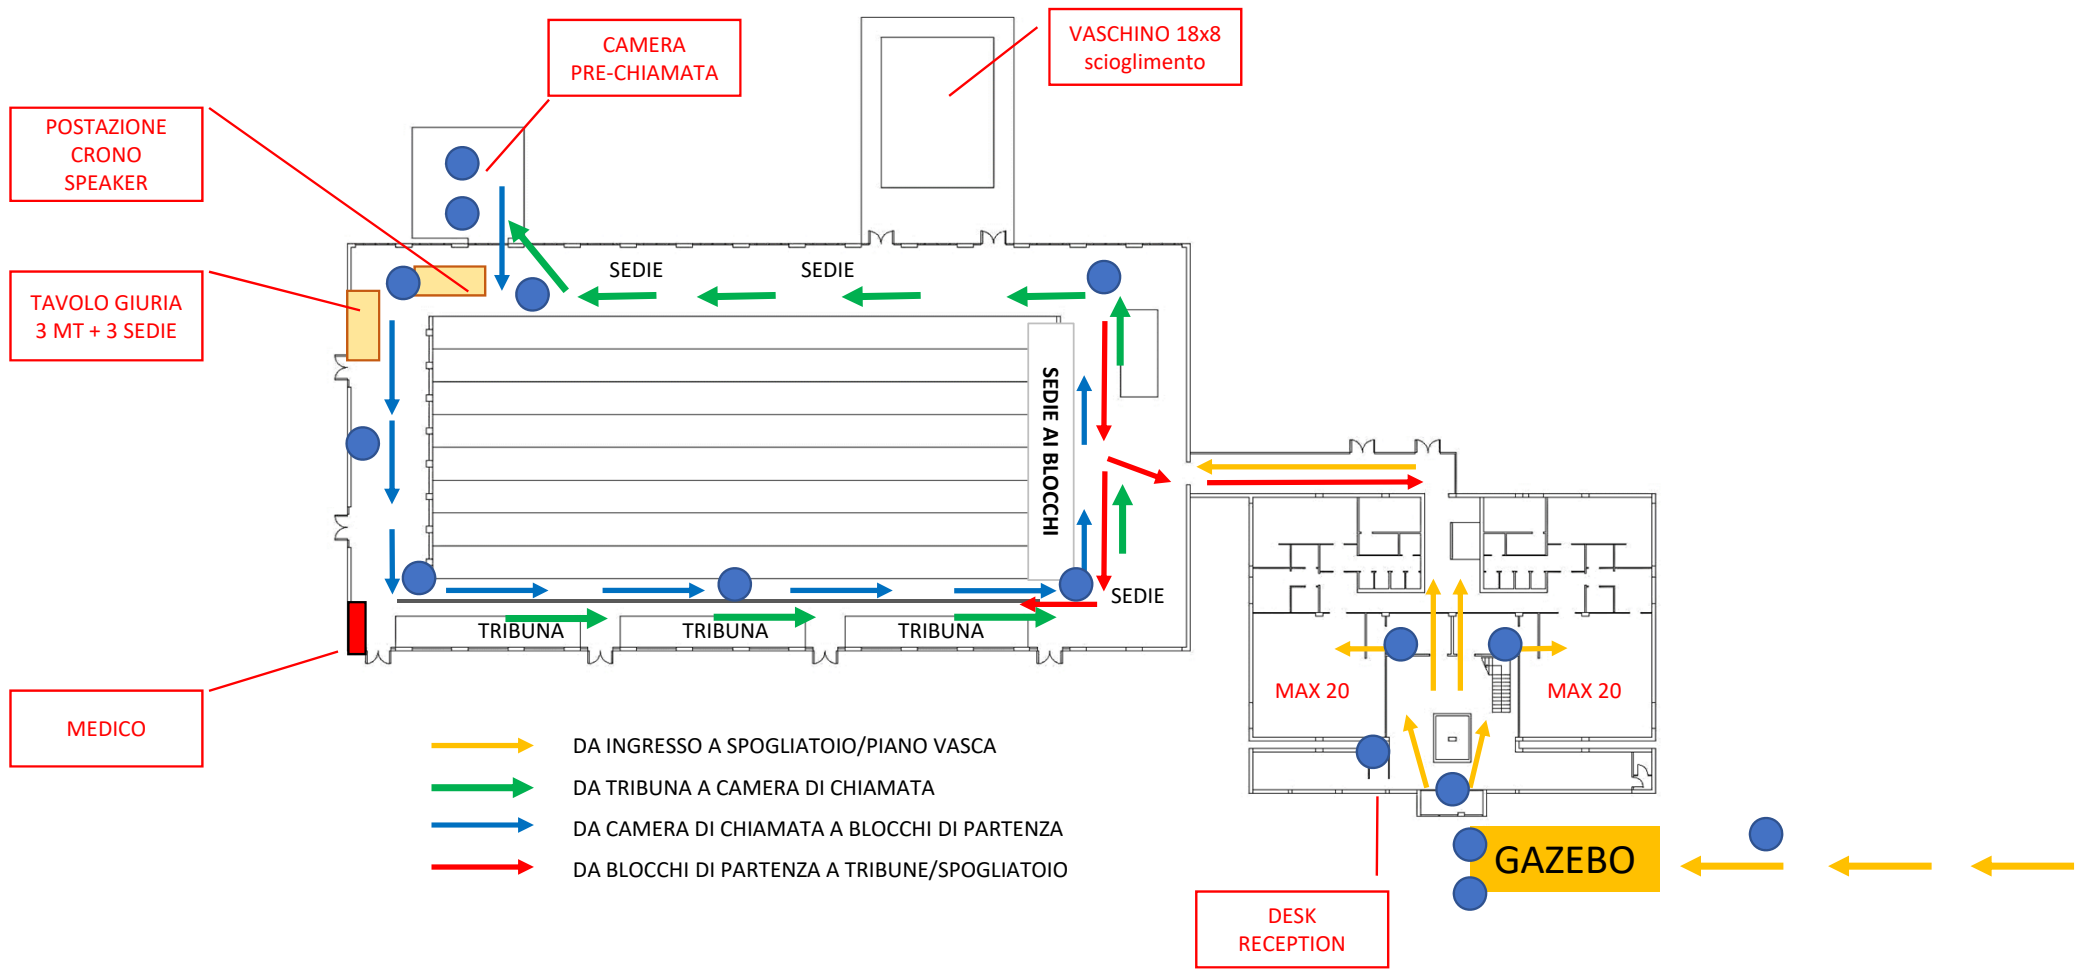 CAMERA
PRE-CHIAMATA
VASCHINO 18x8
scioglimento
POSTAZIONE
CRONO
SPEAKER
SEDIE
SEDIE
TAVOLO GIURIA
3 MT + 3 SEDIE
SEDIE AI BLOCCHI
SEDIE
TRIBUNA
TRIBUNA
TRIBUNA
MAX 20
MAX 20
MEDICO
DA INGRESSO A SPOGLIATOIO/PIANO VASCA
DA TRIBUNA A CAMERA DI CHIAMATA
DA CAMERA DI CHIAMATA A BLOCCHI DI PARTENZA
DA BLOCCHI DI PARTENZA A TRIBUNE/SPOGLIATOIO
GAZEBO
DESK
RECEPTION